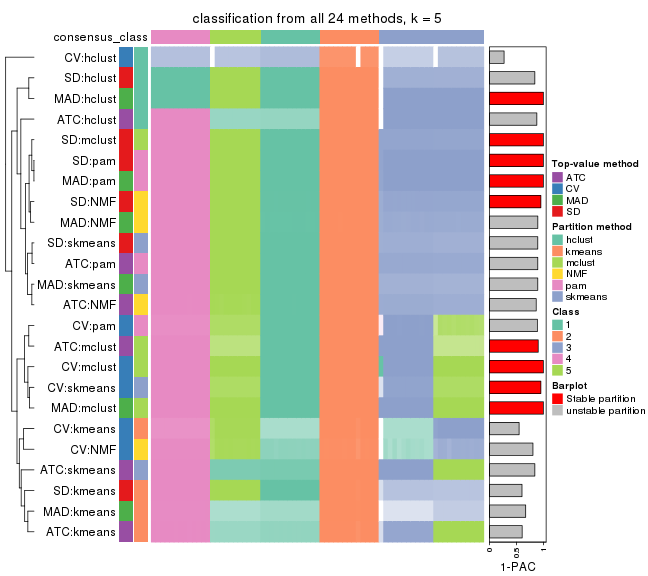 classification from all 24 methods, k = 5
consensus_class
CV:hclust
SD:hclust
MAD:hclust
ATC:hclust
SD:mclust
SD:pam
MAD:pam
SD:NMF
MAD:NMF
SD:skmeans
ATC:pam
MAD:skmeans
ATC:NMF
CV:pam
ATC:mclust
CV:mclust
CV:skmeans
MAD:mclust
CV:kmeans
CV:NMF
ATC:skmeans
SD:kmeans
MAD:kmeans
ATC:kmeans
0
0.5
1
1-PAC
Top-value method
ATC
CV
MAD
SD
Partition method
hclust
kmeans
mclust
NMF
pam
skmeans
Class
1
2
3
4
5
Barplot
Stable partition
unstable partition